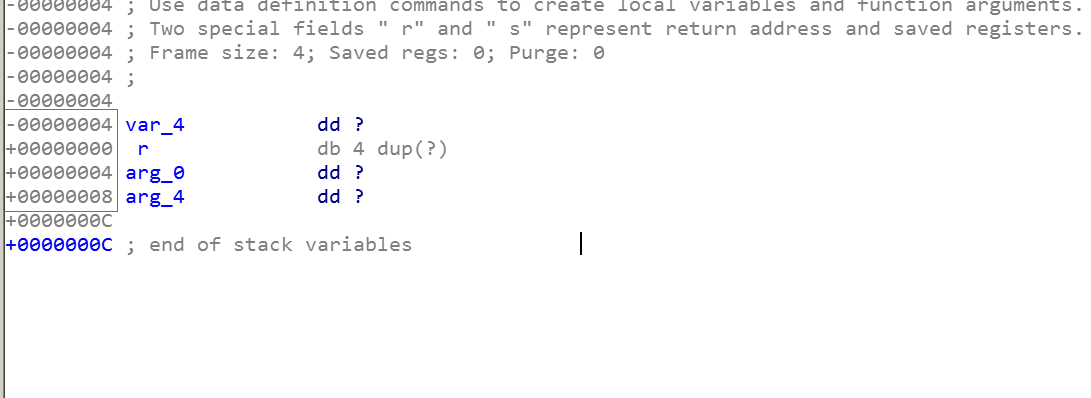 -00000004 ; Use data definition commands to create local variables and function arguments.
-00000004 ; Two special fields " r" and " s" represent return address and saved registers.
-00000004 ; Frame size: 4; Saved regs: 0; Purge: 0
-00000004 ;
-00000004
-00000004 var_4           dd ?
+00000000  r              db 4 dup(?)
+00000004 arg_0           dd ?
+00000008 arg_4           dd ?
+0000000C
+0000000C ; end of stack variables